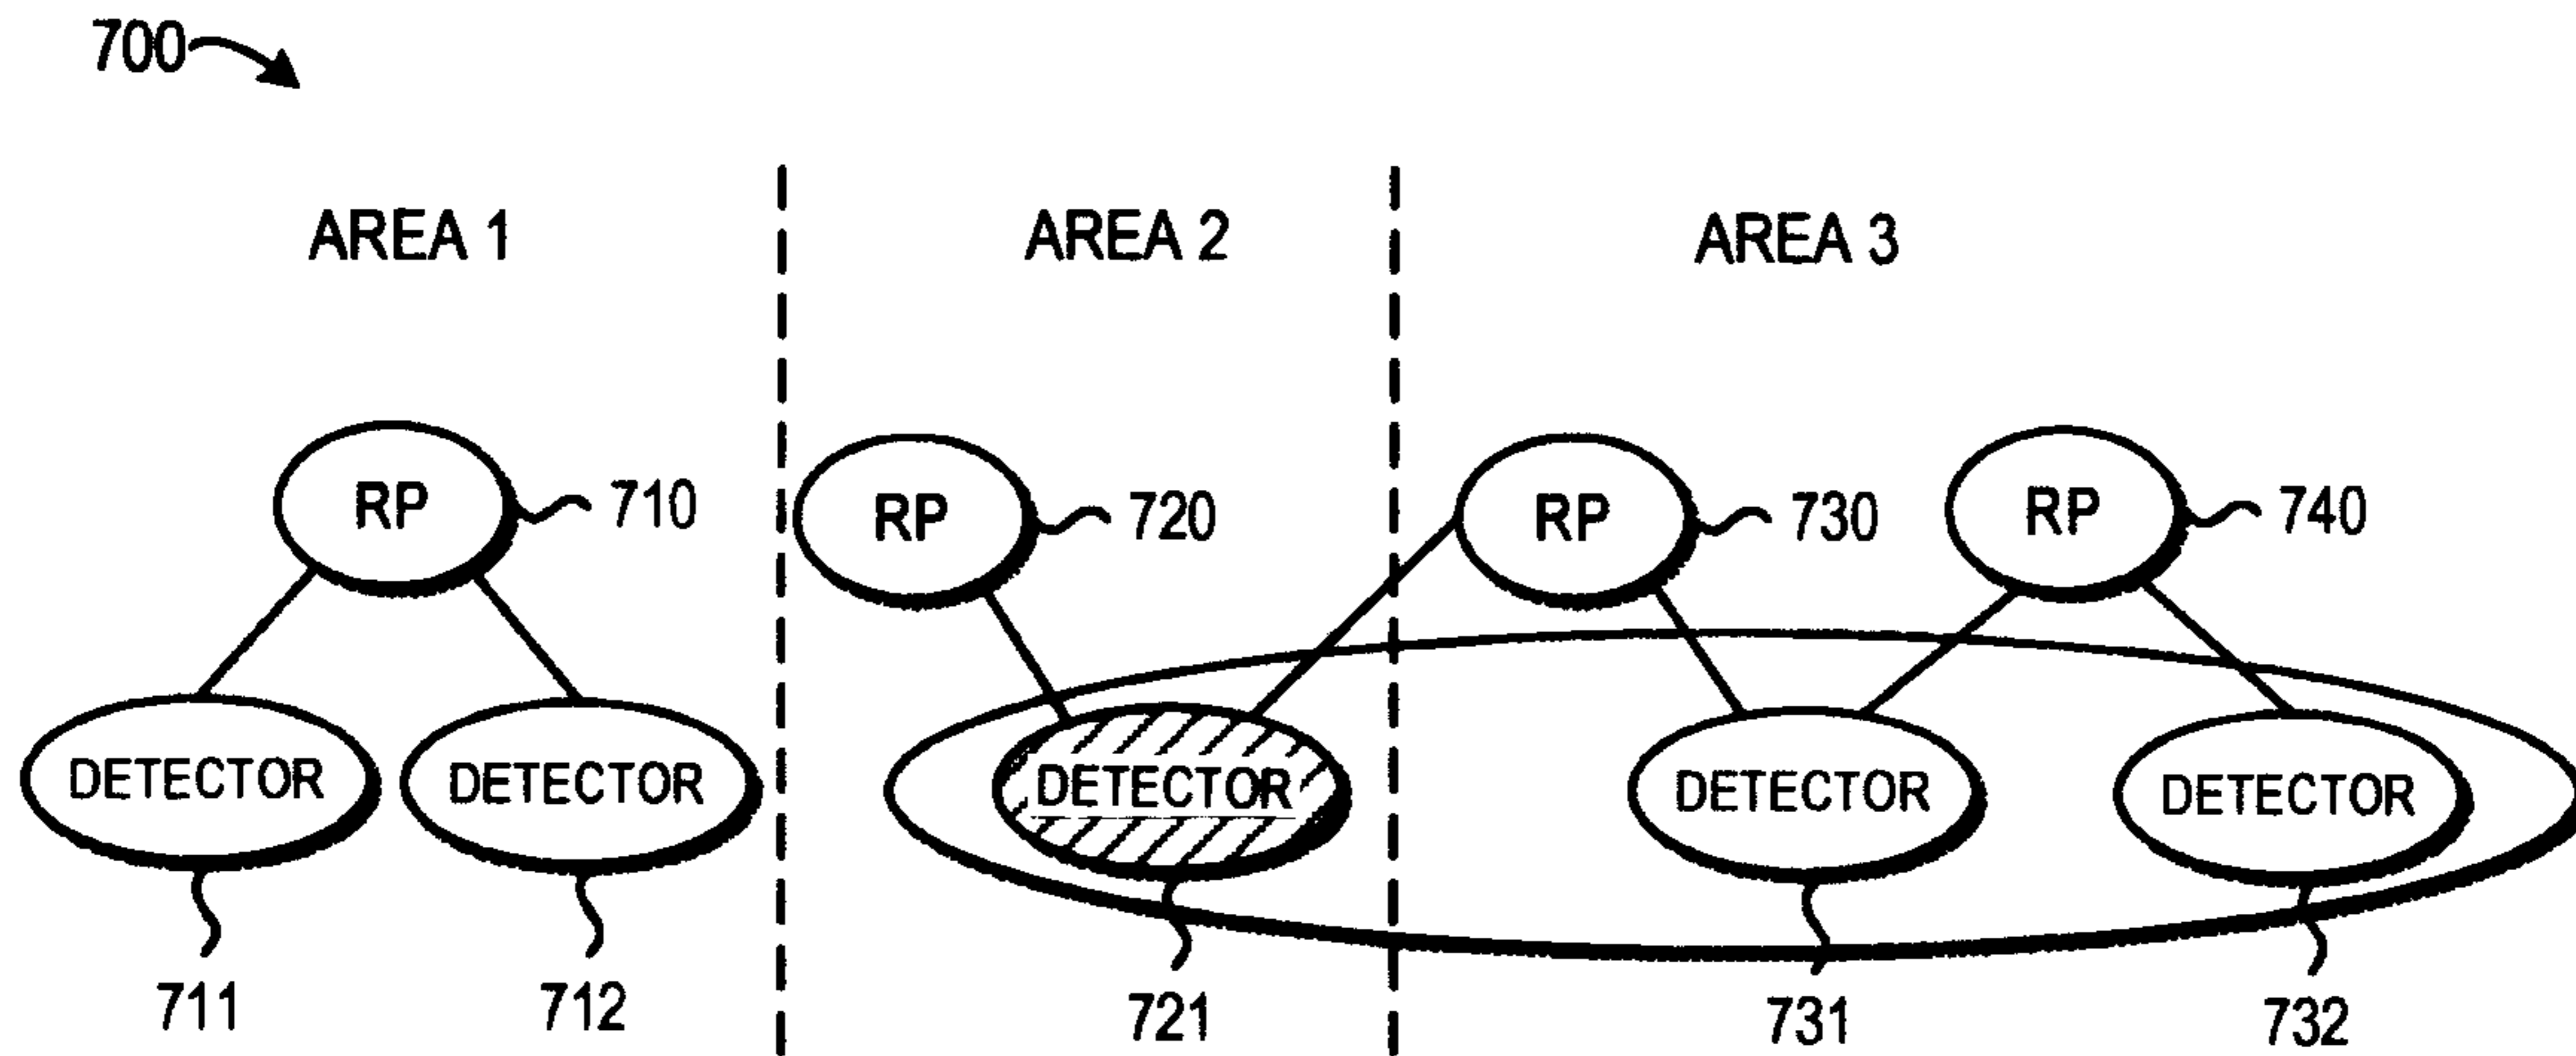 700
AREA 1 AREA 2 AREA 3
RP 710 RP 720 RP 730 RP 740
DETECTOR DETECTOR DETECTOR DETECTOR DETECTOR
711 712 721 731 732